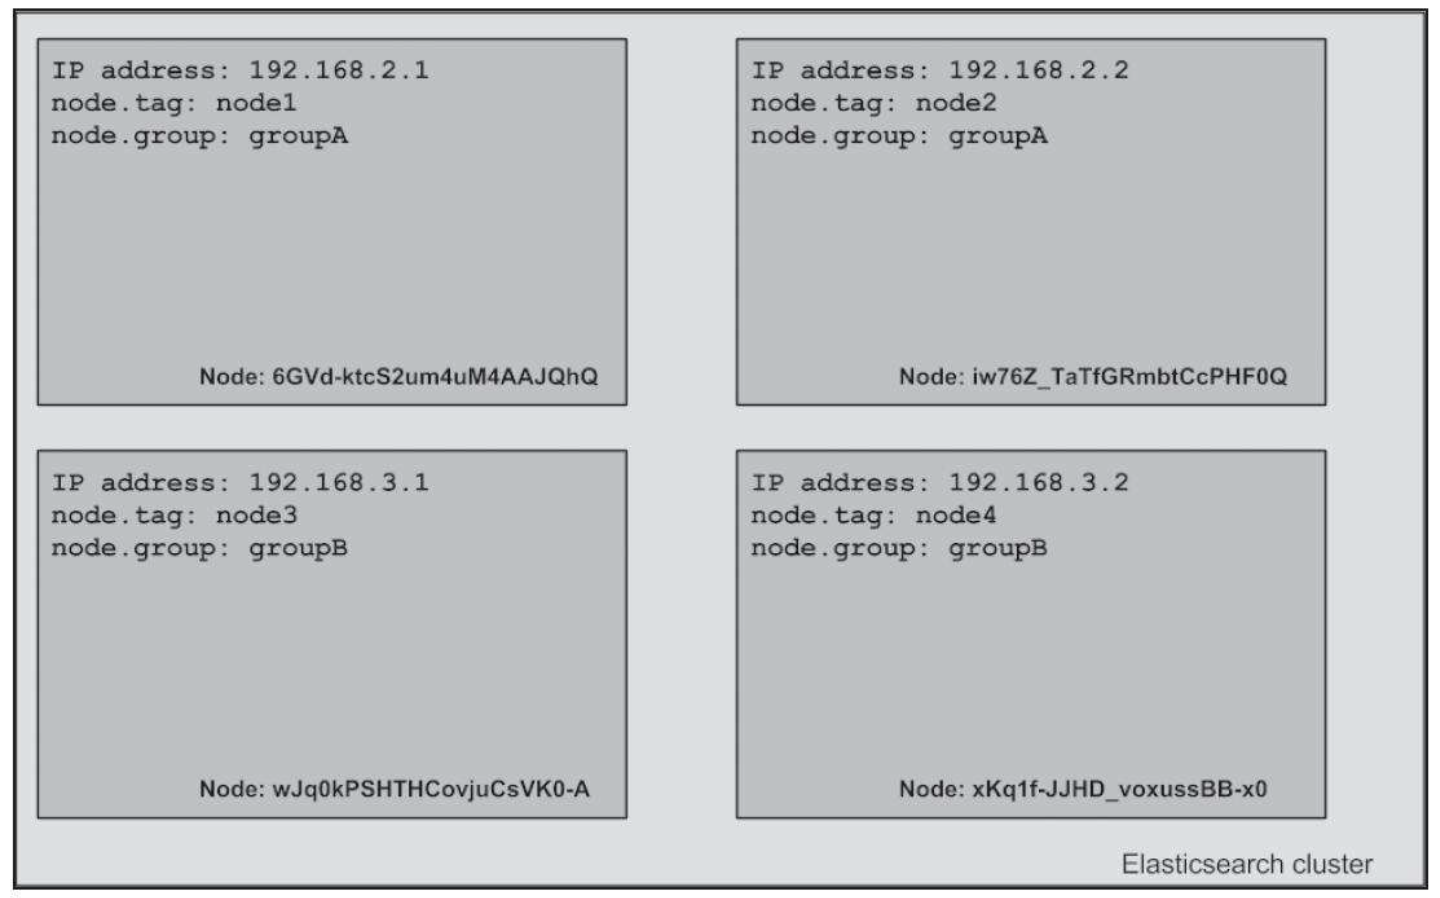 IP address: 192.168.2.1
node.tag: node1
node.group: groupA
Node: 6GVd-ktcS2um4uM4AAJQhQ
IP address: 192.168.2.2
node.tag: node2
node.group: groupA
Node: iw76Z_TaTfGRmbtCcPHF0Q
IP address: 192.168.3.1
node.tag: node3
node.group: groupB
Node: wJq0kPSHTHCovjuCsVK0-A
IP address: 192.168.3.2
node.tag: node4
node.group: groupB
Node: xKq1f-JJHD_voxussBB-x0
Elasticsearch cluster